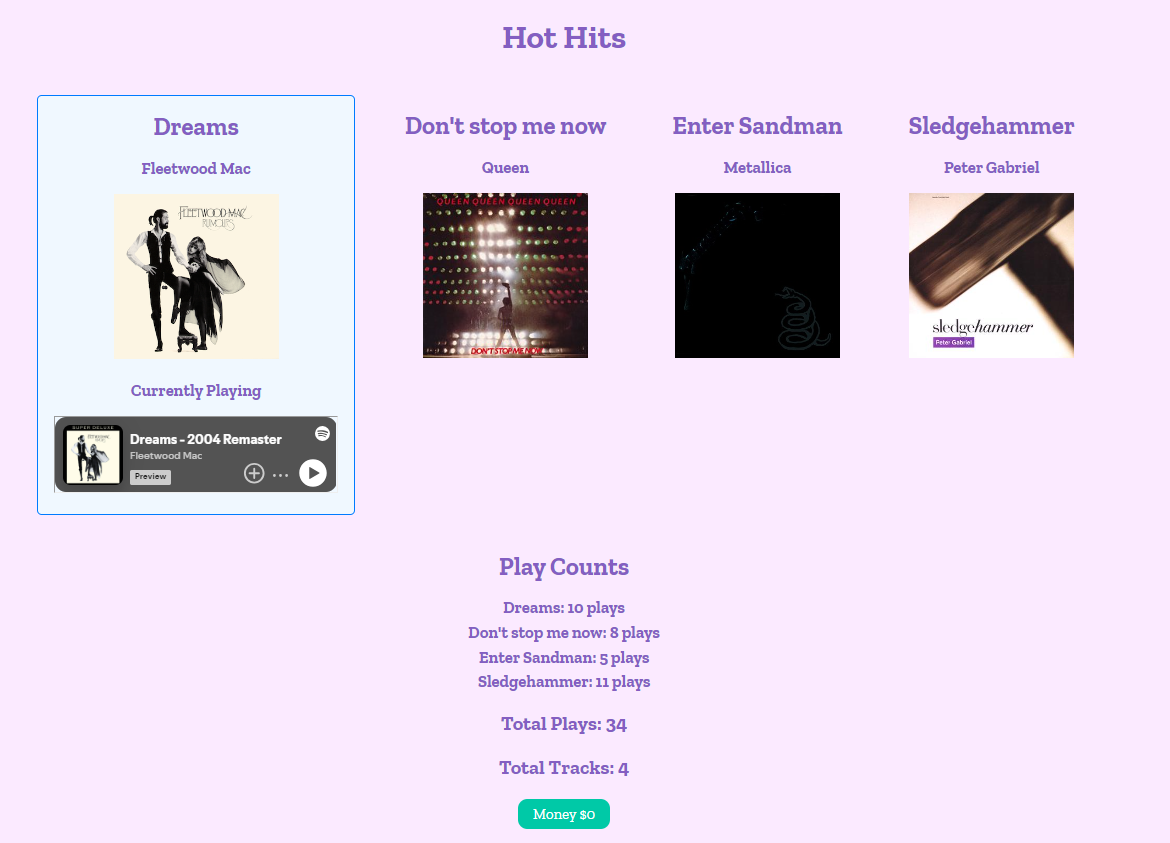 Hot Hits
Dreams
Fleetwood Mac
FLEETWOOD MAC
RUMOURS
Currently Playing
SUPER DELUXE
Dreams - 2004 Remaster
Fleetwood Mac
Preview
Don't stop me now
Queen
QUEEN QUEEN QUEEN QUEEN
DON'T STOP ME NOW
Enter Sandman
Metallica
Sledgehammer
Peter Gabriel
sledgehammer
Peter Gabriel
Play Counts
Dreams: 10 plays
Don't stop me now: 8 plays
Enter Sandman: 5 plays
Sledgehammer: 11 plays
Total Plays: 34
Total Tracks: 4
Money $0